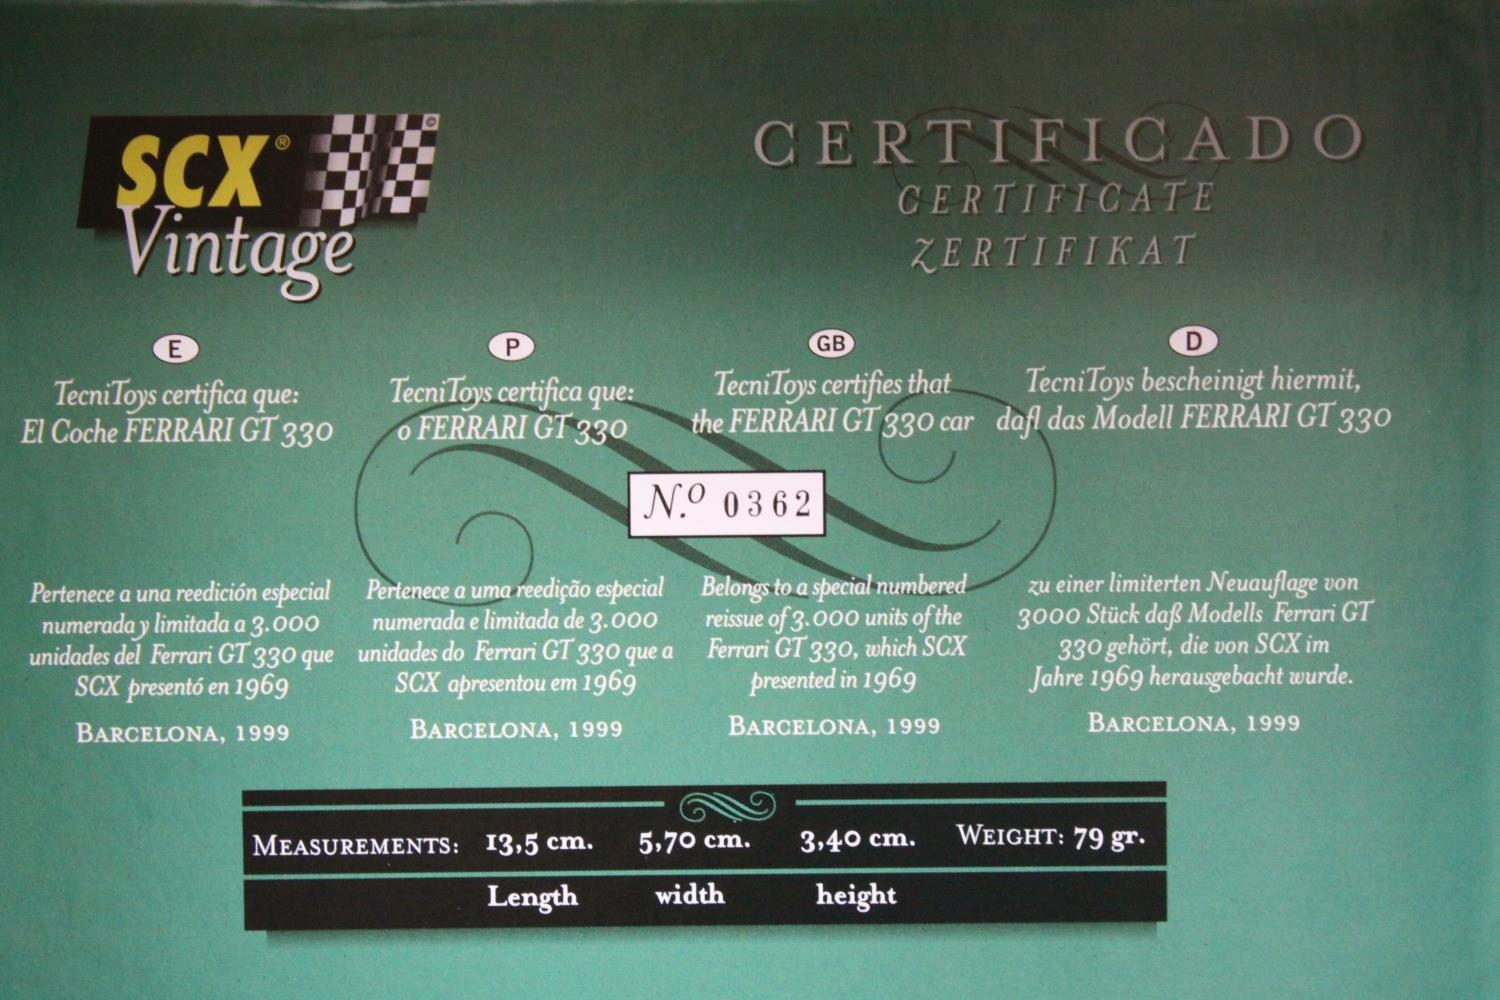 SCX®
©
Vintage
CERTIFICADO
CERTIFICATE
ZERTIFIKAT
E
TecniToys certifica que:
El Coche FERRARI GT 330
P
TecniToys certifica que:
o FERRARI GT 330
GB
TecniToys certifies that
the FERRARI GT 330 car
D
TecniToys bescheinigt hiermit,
dafl das Modell FERRARI GT 330
N.º 0362
Pertenece a una reedición especial
numerada y limitada a 3.000
unidades del Ferrari GT 330 que
SCX presentó en 1969
BARCELONA, 1999
Pertenece a uma reedição especial
numerada e limitada de 3.000
unidades do Ferrari GT 330 que a
SCX apresentou em 1969
BARCELONA, 1999
Belongs to a special numbered
reissue of 3.000 units of the
Ferrari GT 330, which SCX
presented in 1969
BARCELONA, 1999
zu einer limiterten Neuauflage von
3000 Stück daß Modells Ferrari GT
330 gehört, die von SCX im
Jahre 1969 herausgebacht wurde.
BARCELONA, 1999
MEASUREMENTS: 13,5 cm. 5,70 cm. 3,40 cm. WEIGHT: 79 gr.
Length width height